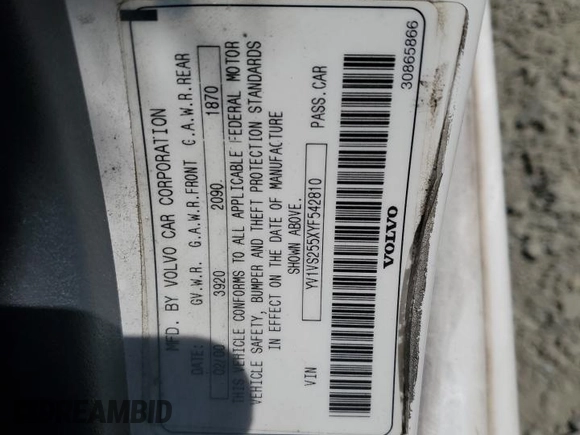 MFD. BY VOLVO CAR CORPORATION
DATE: GV.W.R. G.A.W.R.FRONT G.A.W.R.REAR
02/00 3920 2090. 1870
THIS VEHICLE CONFORMS TO ALL APPLICABLE FEDERAL MOTOR
VEHICLE SAFETY, BUMPER AND THEFT PROTECTION STANDARDS
IN EFFECT ON THE DATE OF MANUFACTURE
SHOWN ABOVE.
VIN YV1VS255XYF542810 PASS.CAR
VOLVO 30865866